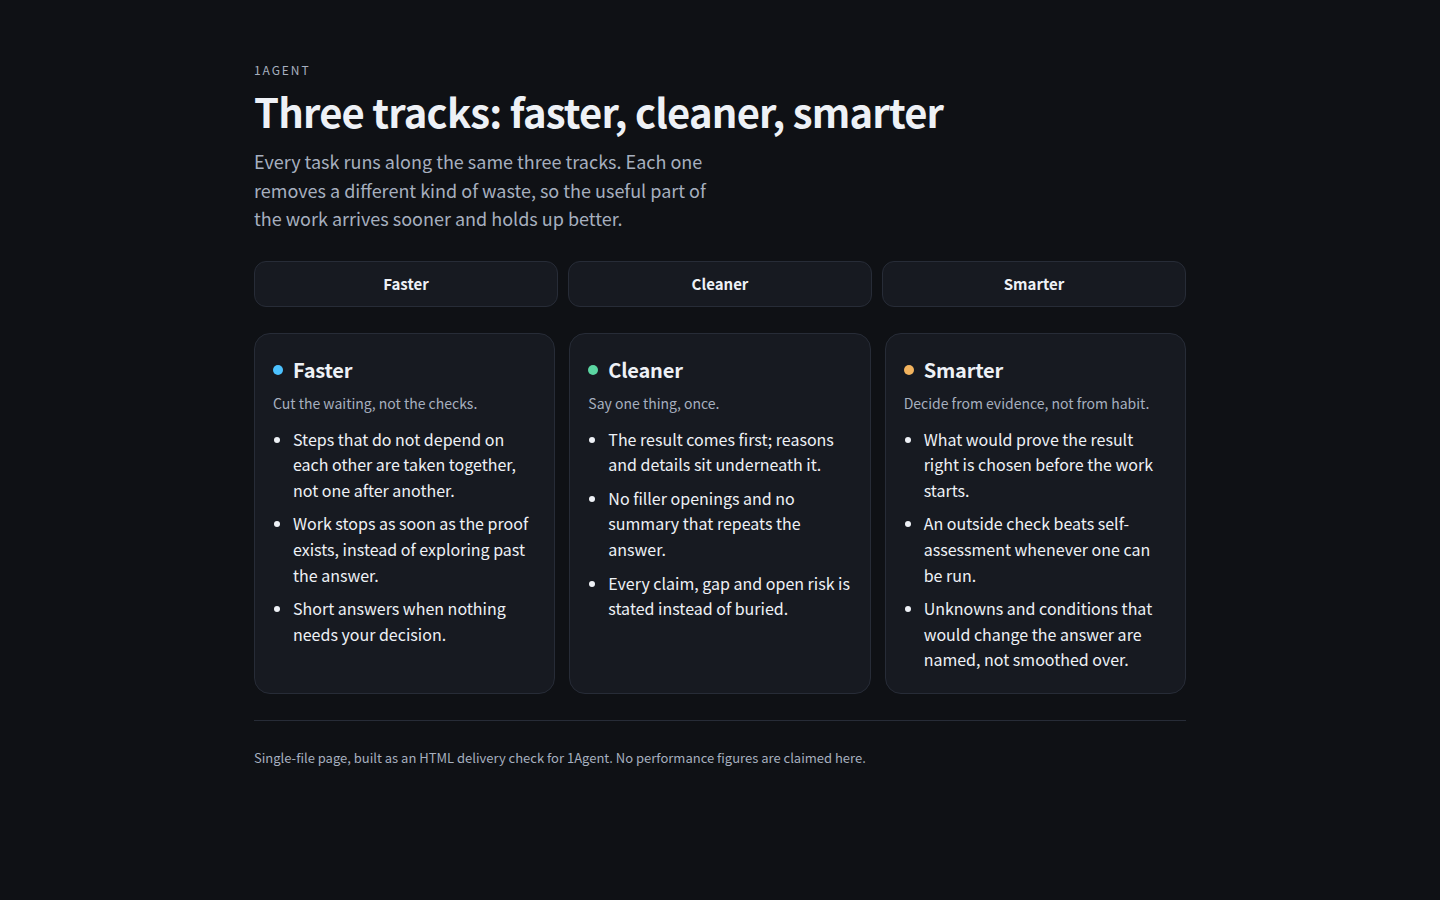 1AGENT
Three tracks: faster, cleaner, smarter
Every task runs along the same three tracks. Each one
removes a different kind of waste, so the useful part of
the work arrives sooner and holds up better.
Faster
Cleaner
Smarter
Faster
Cut the waiting, not the checks.
• Steps that do not depend on
each other are taken together,
not one after another.
• Work stops as soon as the proof
exists, instead of exploring past
the answer.
• Short answers when nothing
needs your decision.
Cleaner
Say one thing, once.
• The result comes first; reasons
and details sit underneath it.
• No filler openings and no
summary that repeats the
answer.
• Every claim, gap and open risk is
stated instead of buried.
Smarter
Decide from evidence, not from habit.
• What would prove the result
right is chosen before the work
starts.
• An outside check beats self-
assessment whenever one can
be run.
• Unknowns and conditions that
would change the answer are
named, not smoothed over.
Single-file page, built as an HTML delivery check for 1Agent. No performance figures are claimed here.